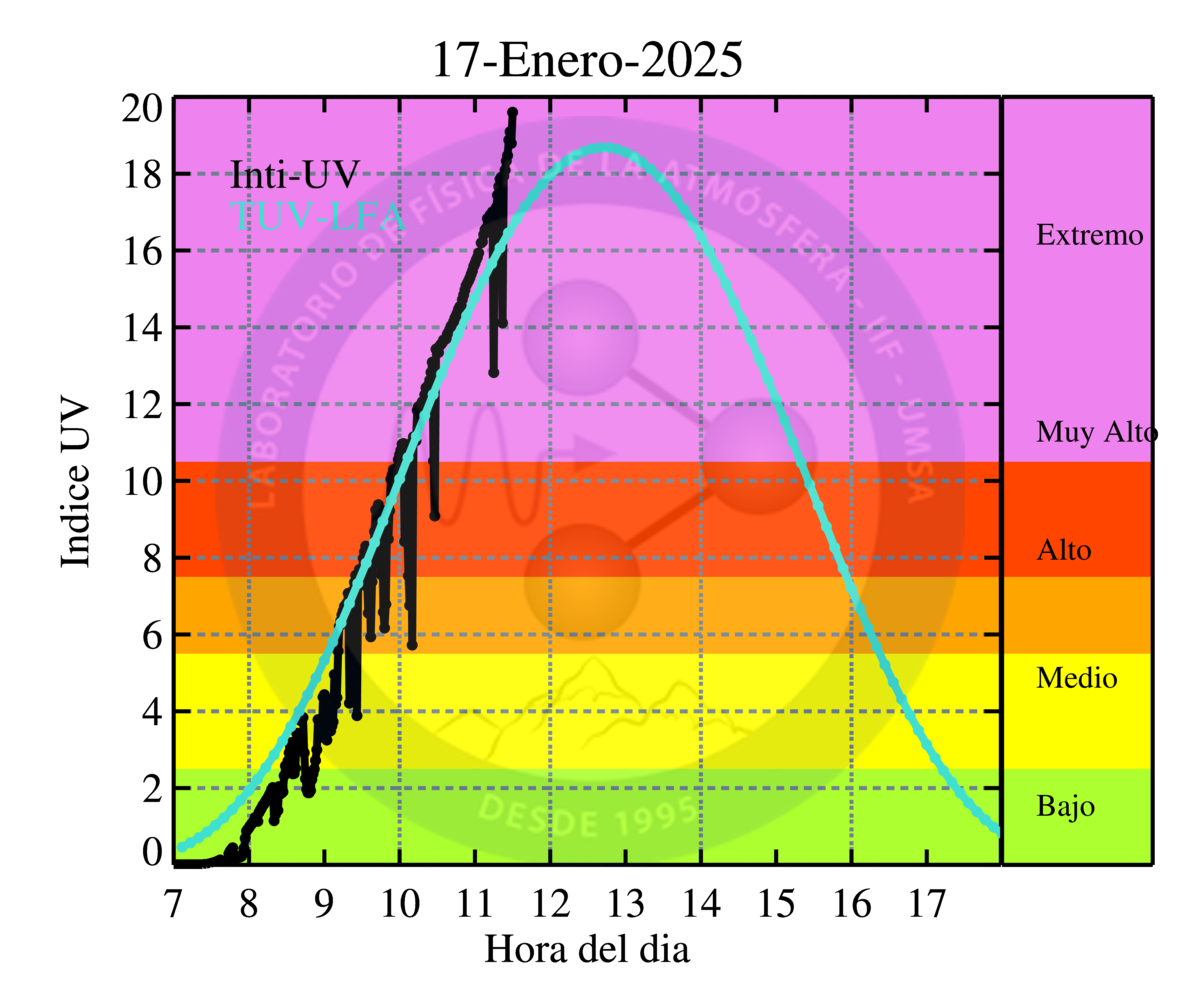 17-Enero-2025
Indice UV
20
18
16
14
12
10
8
6
4
2
0
Inti-UV
TUV-LFA
LABORATORIO DE FÍSICA DE LA ATMÓSFERA - IIF - UMSA
DESDE 1995
Extremo
Muy Alto
Alto
Medio
Bajo
7 8 9 10 11 12 13 14 15 16 17
Hora del dia